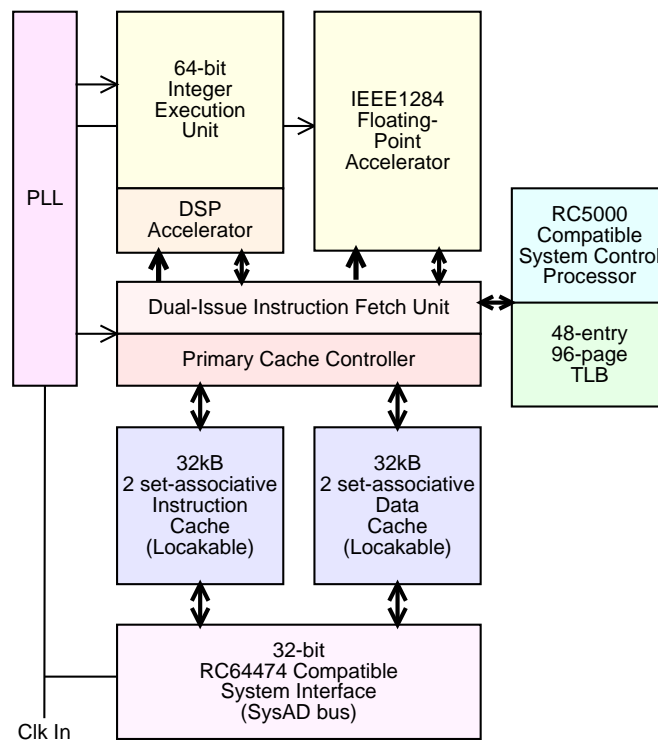 64-bit
Integer
Execution
Unit
IEEE1284
Floating-
Point
Accelerator
PLL
DSP
Accelerator
RC5000
Compatible
System Control
Processor
Dual-Issue Instruction Fetch Unit
48-entry
96-page
TLB
Primary Cache Controller
32kB
2 set-associative
Instruction
Cache
(Locakable)
32kB
2 set-associative
Data
Cache
(Locakable)
32-bit
RC64474 Compatible
System Interface
(SysAD bus)
Clk In